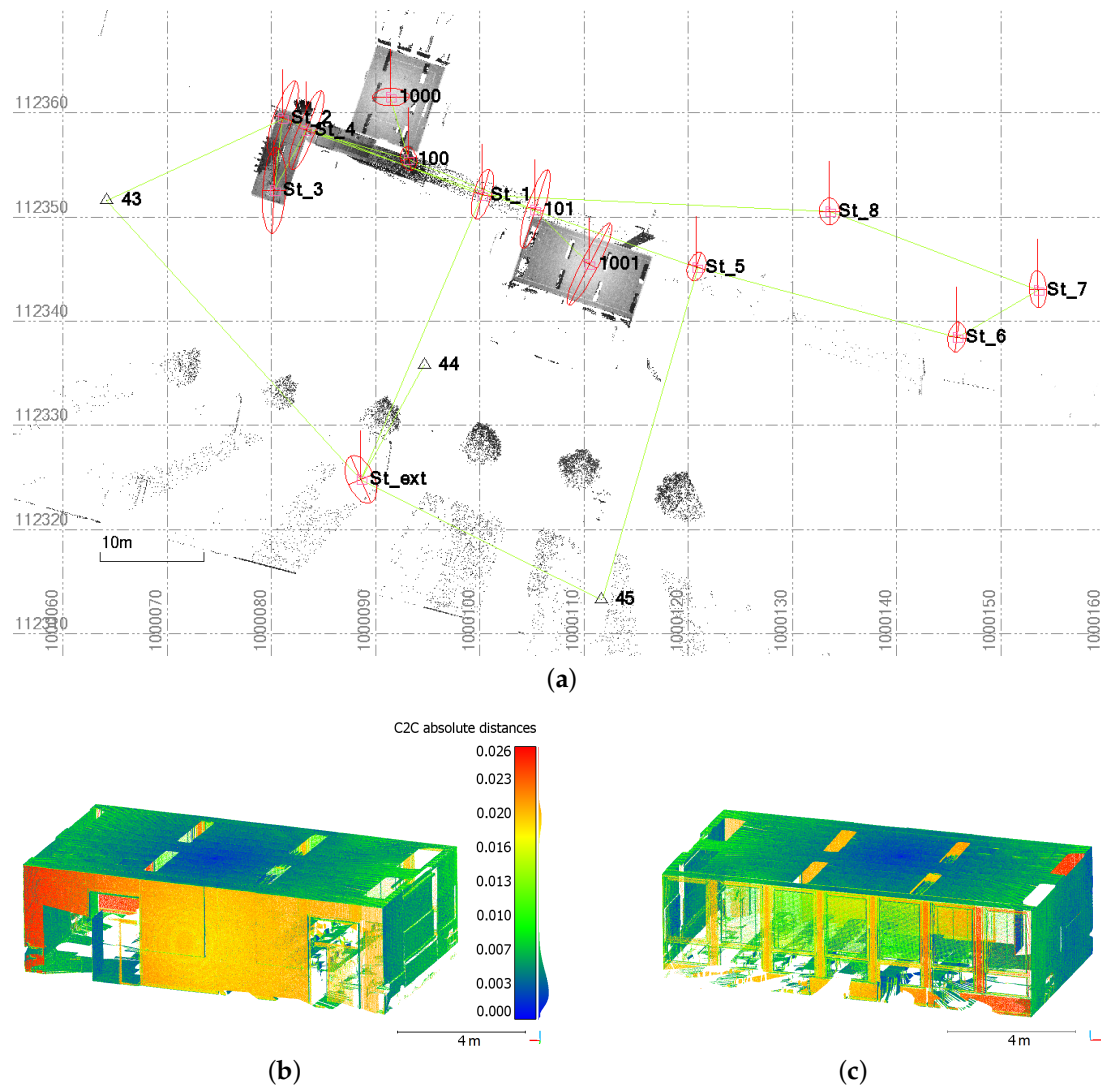 1000
112360
St_2
St_4
100
St_3
43
St_1
112350
101
St_8
1001
St_5
St_7
112340
St_6
44
112330
St_ext
112320
10m
45
112310
1000060
1000070
1000080
1000090
1000100
1000110
1000120
1000130
1000140
1000150
1000160
(a)
C2C absolute distances
0.026
0.023
0.020
0.017
0.013
0.010
0.007
0.003
0.000
4 m
4 m
(b)
(c)